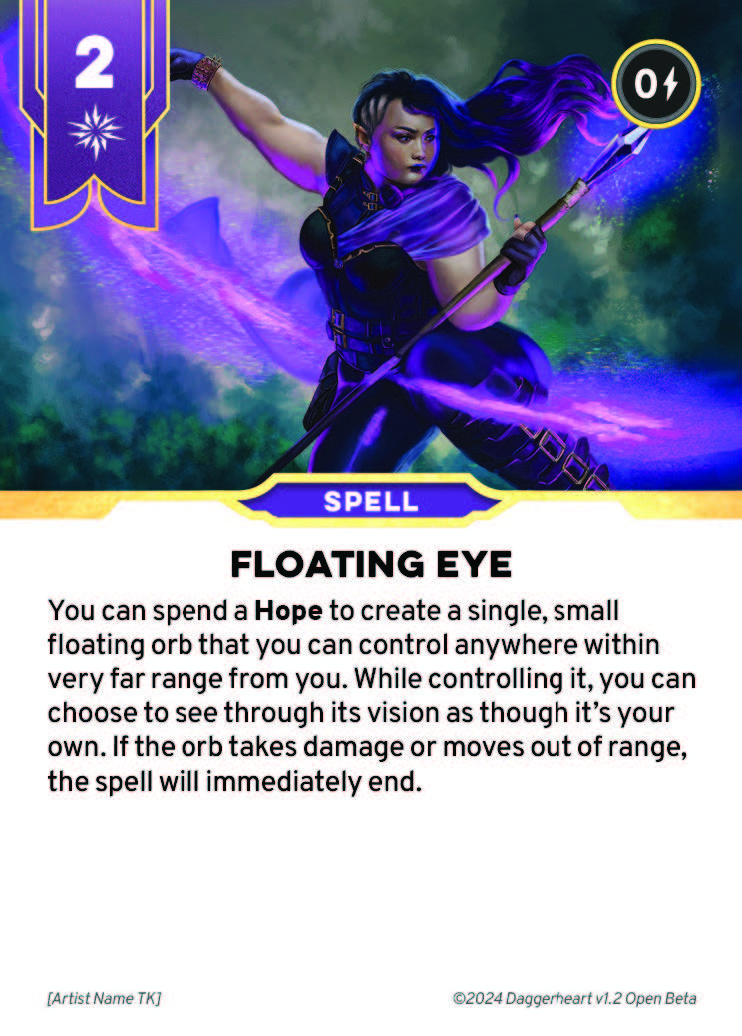 2
0
SPELL
FLOATING EYE
You can spend a Hope to create a single, small
floating orb that you can control anywhere within
very far range from you. While controlling it, you can
choose to see through its vision as though it’s your
own. If the orb takes damage or moves out of range,
the spell will immediately end.
[Artist Name TK]
©2024 Daggerheart v1.2 Open Beta